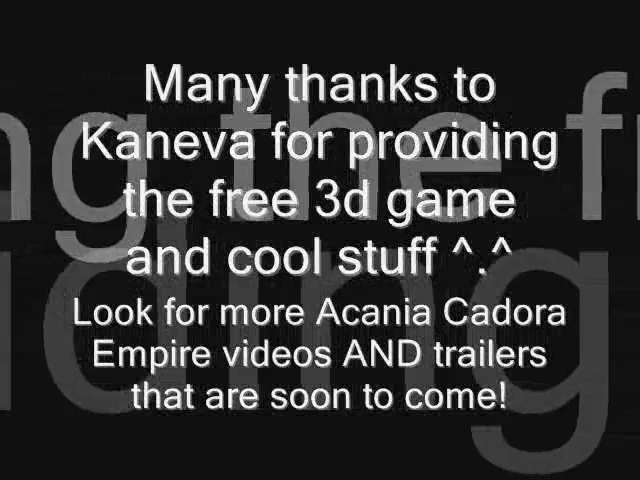 Many thanks to
Kaneva for providing
the free 3d game
and cool stuff ^.^
Look for more Acania Cadora
Empire videos AND trailers
that are soon to come!